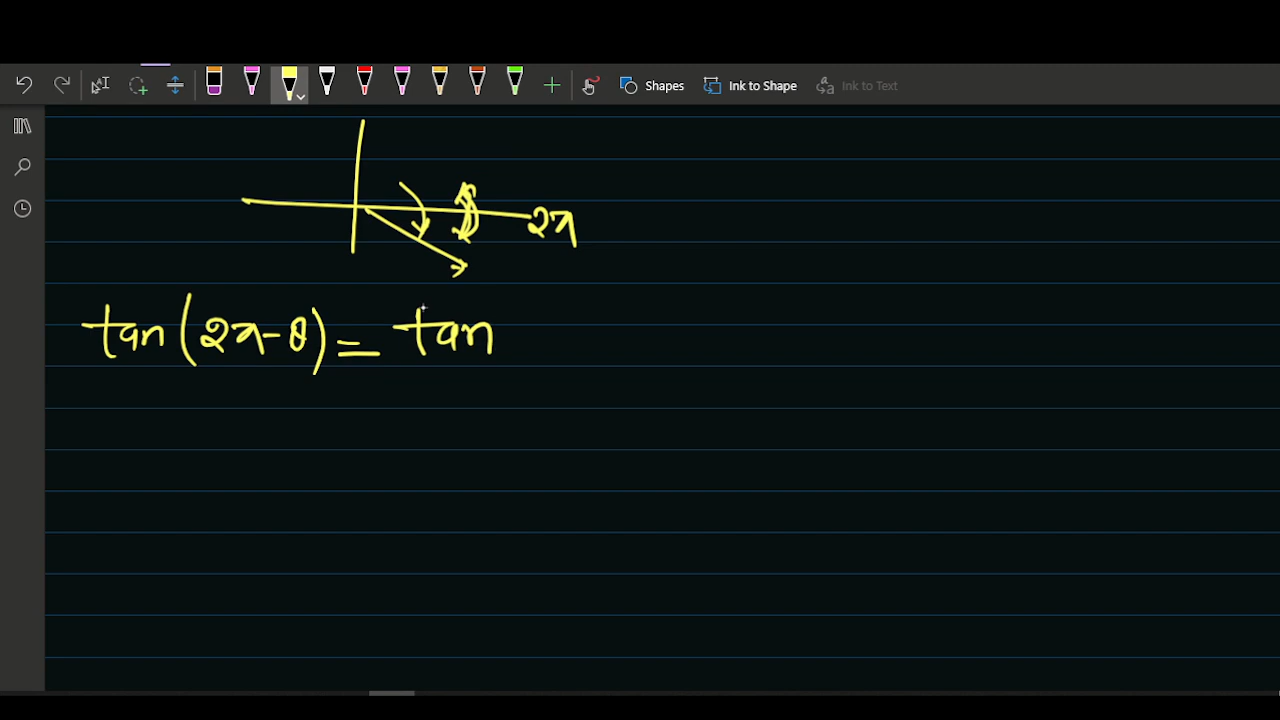 Shapes Ink to Shape Ink to Text
2π
tan(2π-θ) = tan